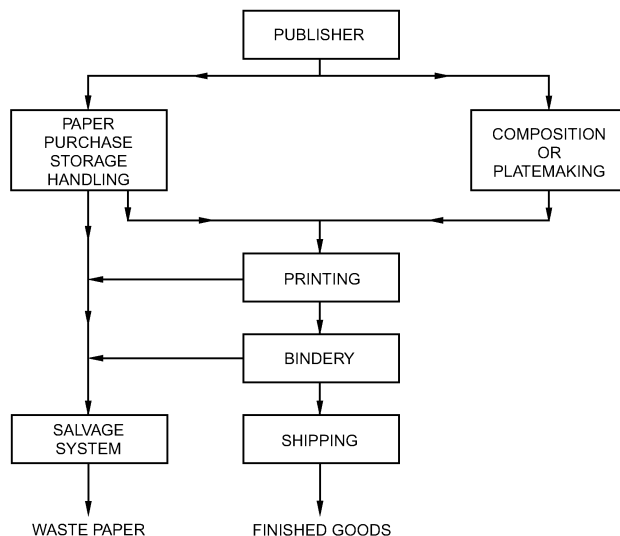 PUBLISHER
PAPER
PURCHASE
STORAGE
HANDLING
COMPOSITION
OR
PLATEMAKING
PRINTING
BINDERY
SALVAGE
SYSTEM
SHIPPING
WASTE PAPER
FINISHED GOODS